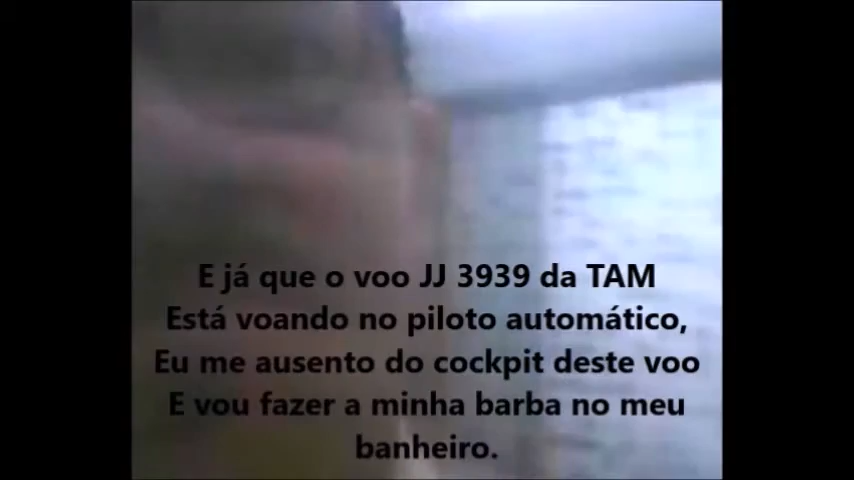 E já que o voo JJ 3939 da TAM
Está voando no piloto automático,
Eu me ausento do cockpit deste voo
E vou fazer a minha barba no meu
banheiro.